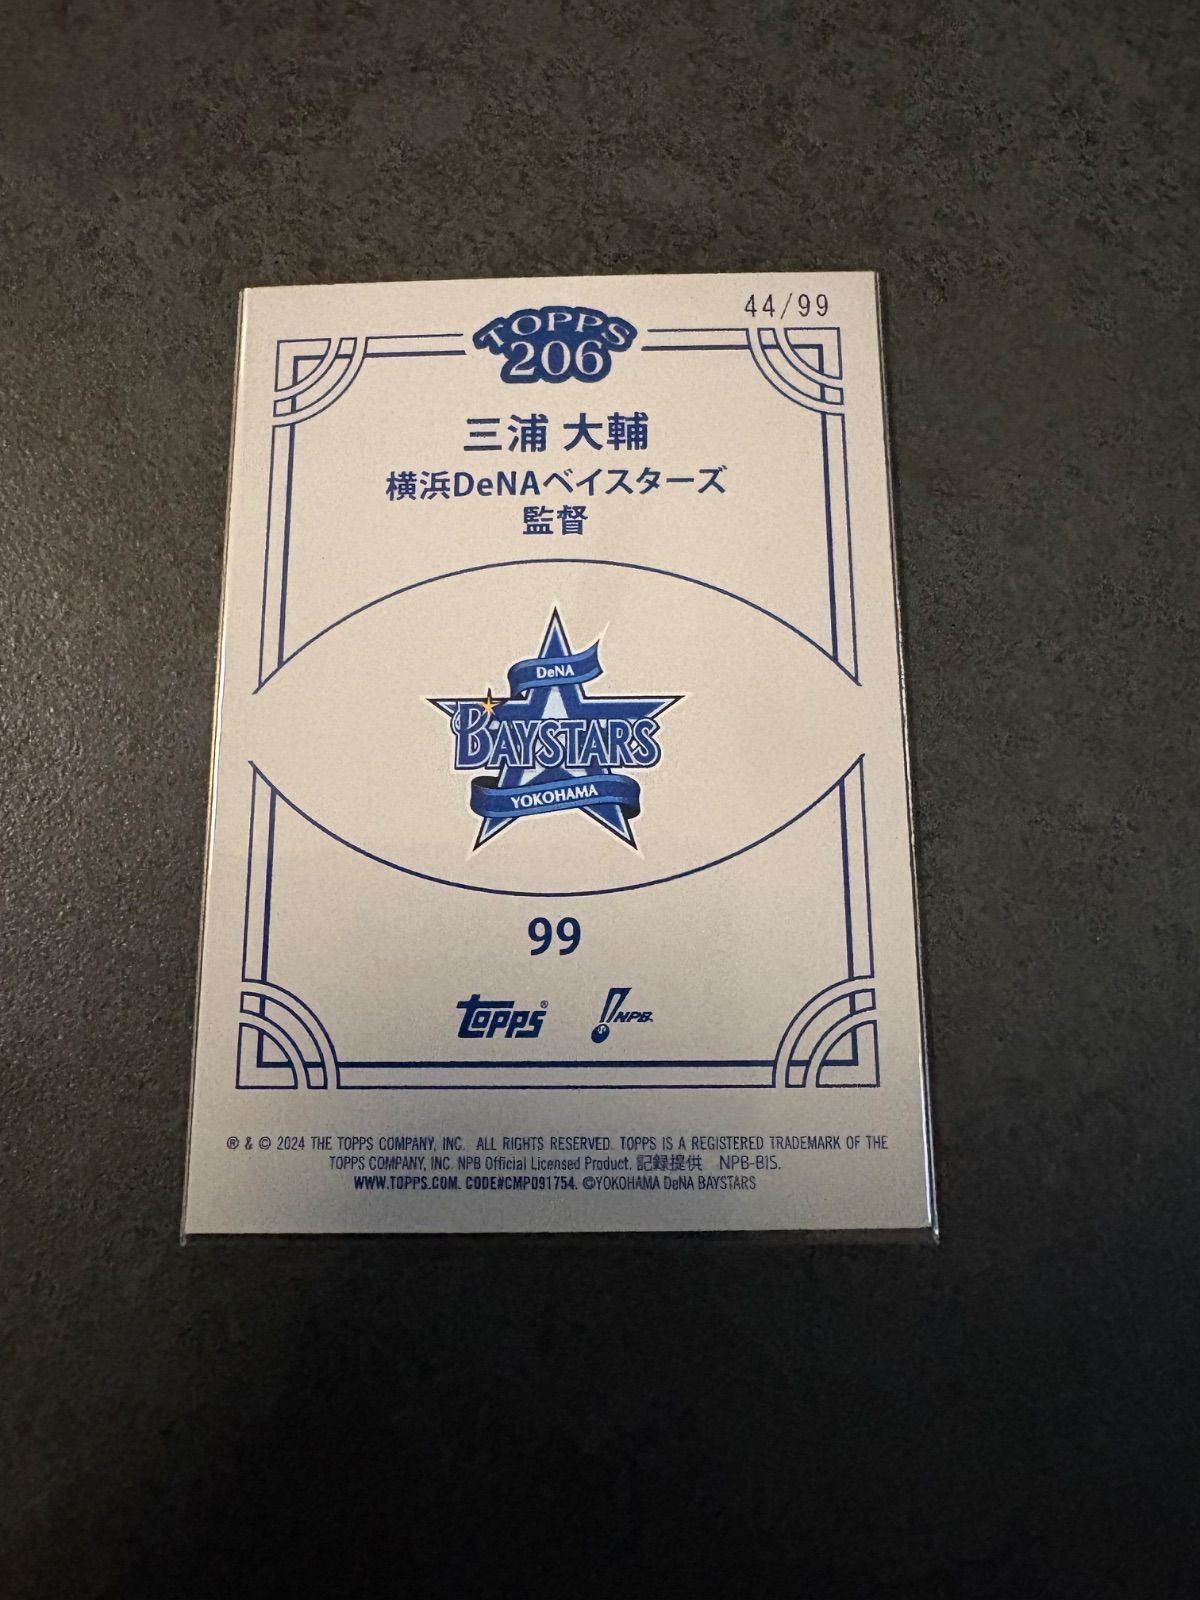 44/99
TOPPS
206
三浦 大輔
横浜DeNAベイスターズ
監督
DeNA
BAYSTARS
YOKOHAMA
99
topps®
NPB
® & © 2024 THE TOPPS COMPANY, INC. ALL RIGHTS RESERVED. TOPPS IS A REGISTERED TRADEMARK OF THE
TOPPS COMPANY, INC. NPB Official Licensed Product. 記録提供 NPB-BIS.
WWW.TOPPS.COM. CODE#CMP091754. ©YOKOHAMA DeNA BAYSTARS